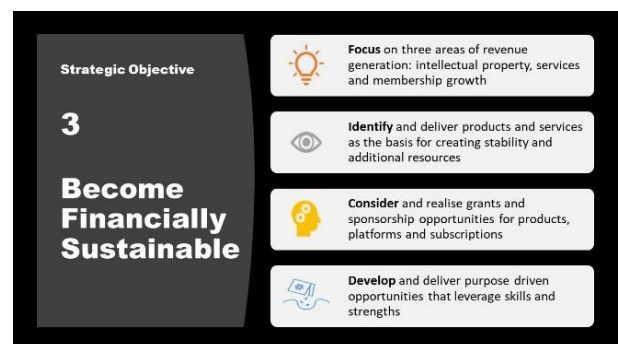 Strategic Objective
3
Become
Financially
Sustainable
Focus on three areas of revenue
generation: intellectual property, services
and membership growth
Identify and deliver products and services
as the basis for creating stability and
additional resources
Consider and realise grants and
sponsorship opportunities for products,
platforms and subscriptions
Develop and deliver purpose driven
opportunities that leverage skills and
strengths